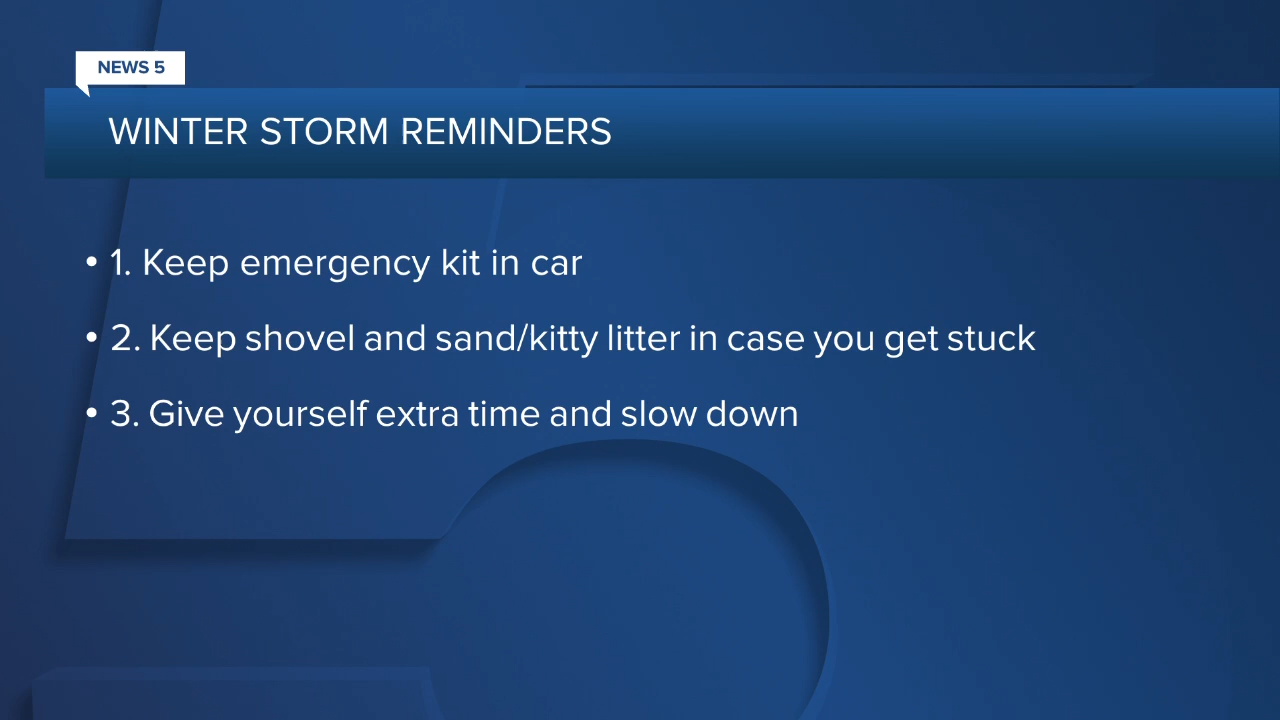 NEWS 5
WINTER STORM REMINDERS
• 1. Keep emergency kit in car
• 2. Keep shovel and sand/kitty litter in case you get stuck
• 3. Give yourself extra time and slow down